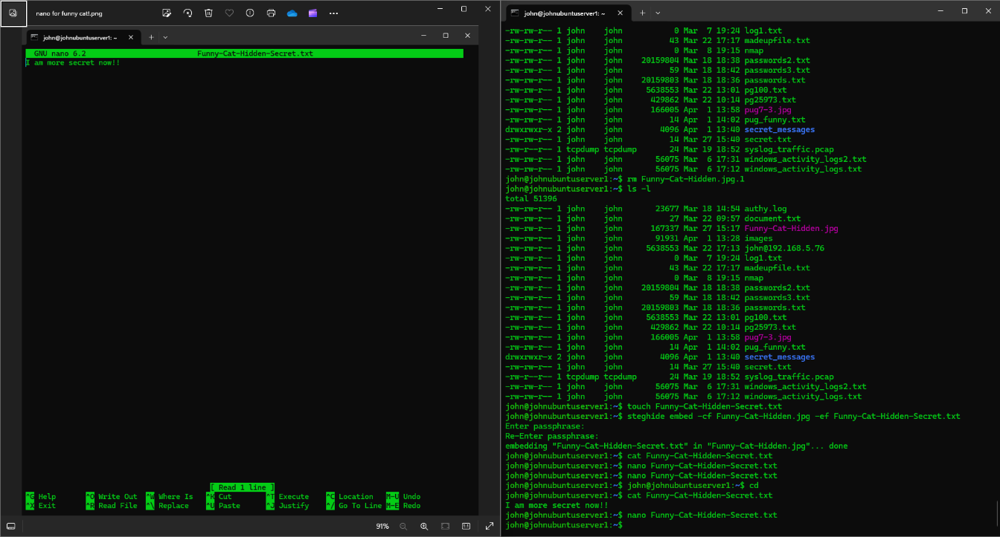 nano for funny cat!.png
john@johnubuntuserver1: ~
GNU nano 6.2 Funny-Cat-Hidden-Secret.txt
I am more secret now!!
[ Read 1 line ]
^G Help ^O Write Out ^W Where Is ^K Cut ^T Execute ^C Location M-U Undo
^X Exit ^R Read File ^\ Replace ^U Paste ^J Justify ^/ Go To Line M-E Redo
91%
john@johnubuntuserver1: ~
-rw-rw-r-- 1 john john 0 Mar 7 19:24 log1.txt
-rw-rw-r-- 1 john john 43 Mar 22 17:17 madeupfile.txt
-rw-rw-r-- 1 john john 0 Mar 8 19:15 nmap
-rw-rw-r-- 1 john john 20159804 Mar 18 18:38 passwords2.txt
-rw-rw-r-- 1 john john 59 Mar 18 18:42 passwords3.txt
-rw-rw-r-- 1 john john 20159803 Mar 18 18:36 passwords.txt
-rw-rw-r-- 1 john john 5638553 Mar 22 13:01 pg100.txt
-rw-rw-r-- 1 john john 429862 Mar 22 10:14 pg25973.txt
-rw-rw-r-- 1 john john 166005 Apr 1 13:58 pug7-3.jpg
-rw-rw-r-- 1 john john 14 Apr 1 14:02 pug_funny.txt
drwxrwxr-x 2 john john 4096 Apr 1 13:40 secret_messages
-rw-rw-r-- 1 john john 14 Mar 27 15:40 secret.txt
-rw-r--r-- 1 tcpdump tcpdump 24 Mar 19 18:52 syslog_traffic.pcap
-rw-rw-r-- 1 john john 56075 Mar 6 17:31 windows_activity_logs2.txt
-rw-rw-r-- 1 john john 56075 Mar 6 17:12 windows_activity_logs.txt
john@johnubuntuserver1:~$ rm Funny-Cat-Hidden.jpg.1
john@johnubuntuserver1:~$ ls -l
total 51396
-rw-rw-r-- 1 john john 23677 Mar 18 14:54 authy.log
-rw-rw-r-- 1 john john 27 Mar 22 09:57 document.txt
-rw-rw-r-- 1 john john 167337 Mar 27 15:17 Funny-Cat-Hidden.jpg
-rw-rw-r-- 1 john john 91931 Apr 1 13:28 images
-rw-rw-r-- 1 john john 5638553 Mar 22 17:13 john@192.168.5.76
-rw-rw-r-- 1 john john 0 Mar 7 19:24 log1.txt
-rw-rw-r-- 1 john john 43 Mar 22 17:17 madeupfile.txt
-rw-rw-r-- 1 john john 0 Mar 8 19:15 nmap
-rw-rw-r-- 1 john john 20159804 Mar 18 18:38 passwords2.txt
-rw-rw-r-- 1 john john 59 Mar 18 18:42 passwords3.txt
-rw-rw-r-- 1 john john 20159803 Mar 18 18:36 passwords.txt
-rw-rw-r-- 1 john john 5638553 Mar 22 13:01 pg100.txt
-rw-rw-r-- 1 john john 429862 Mar 22 10:14 pg25973.txt
-rw-rw-r-- 1 john john 166005 Apr 1 13:58 pug7-3.jpg
-rw-rw-r-- 1 john john 14 Apr 1 14:02 pug_funny.txt
drwxrwxr-x 2 john john 4096 Apr 1 13:40 secret_messages
-rw-rw-r-- 1 john john 14 Mar 27 15:40 secret.txt
-rw-r--r-- 1 tcpdump tcpdump 24 Mar 19 18:52 syslog_traffic.pcap
-rw-rw-r-- 1 john john 56075 Mar 6 17:31 windows_activity_logs2.txt
-rw-rw-r-- 1 john john 56075 Mar 6 17:12 windows_activity_logs.txt
john@johnubuntuserver1:~$ touch Funny-Cat-Hidden-Secret.txt
john@johnubuntuserver1:~$ steghide embed -cf Funny-Cat-Hidden.jpg -ef Funny-Cat-Hidden-Secret.txt
Enter passphrase:
Re-Enter passphrase:
embedding "Funny-Cat-Hidden-Secret.txt" in "Funny-Cat-Hidden.jpg"... done
john@johnubuntuserver1:~$ cat Funny-Cat-Hidden-Secret.txt
john@johnubuntuserver1:~$ nano Funny-Cat-Hidden-Secret.txt
john@johnubuntuserver1:~$ nano Funny-Cat-Hidden-Secret.txt
john@johnubuntuserver1:~$ john@johnubuntuserver1:~$ cd
john@johnubuntuserver1:~$ cat Funny-Cat-Hidden-Secret.txt
I am more secret now!!
john@johnubuntuserver1:~$ nano Funny-Cat-Hidden-Secret.txt
john@johnubuntuserver1:~$